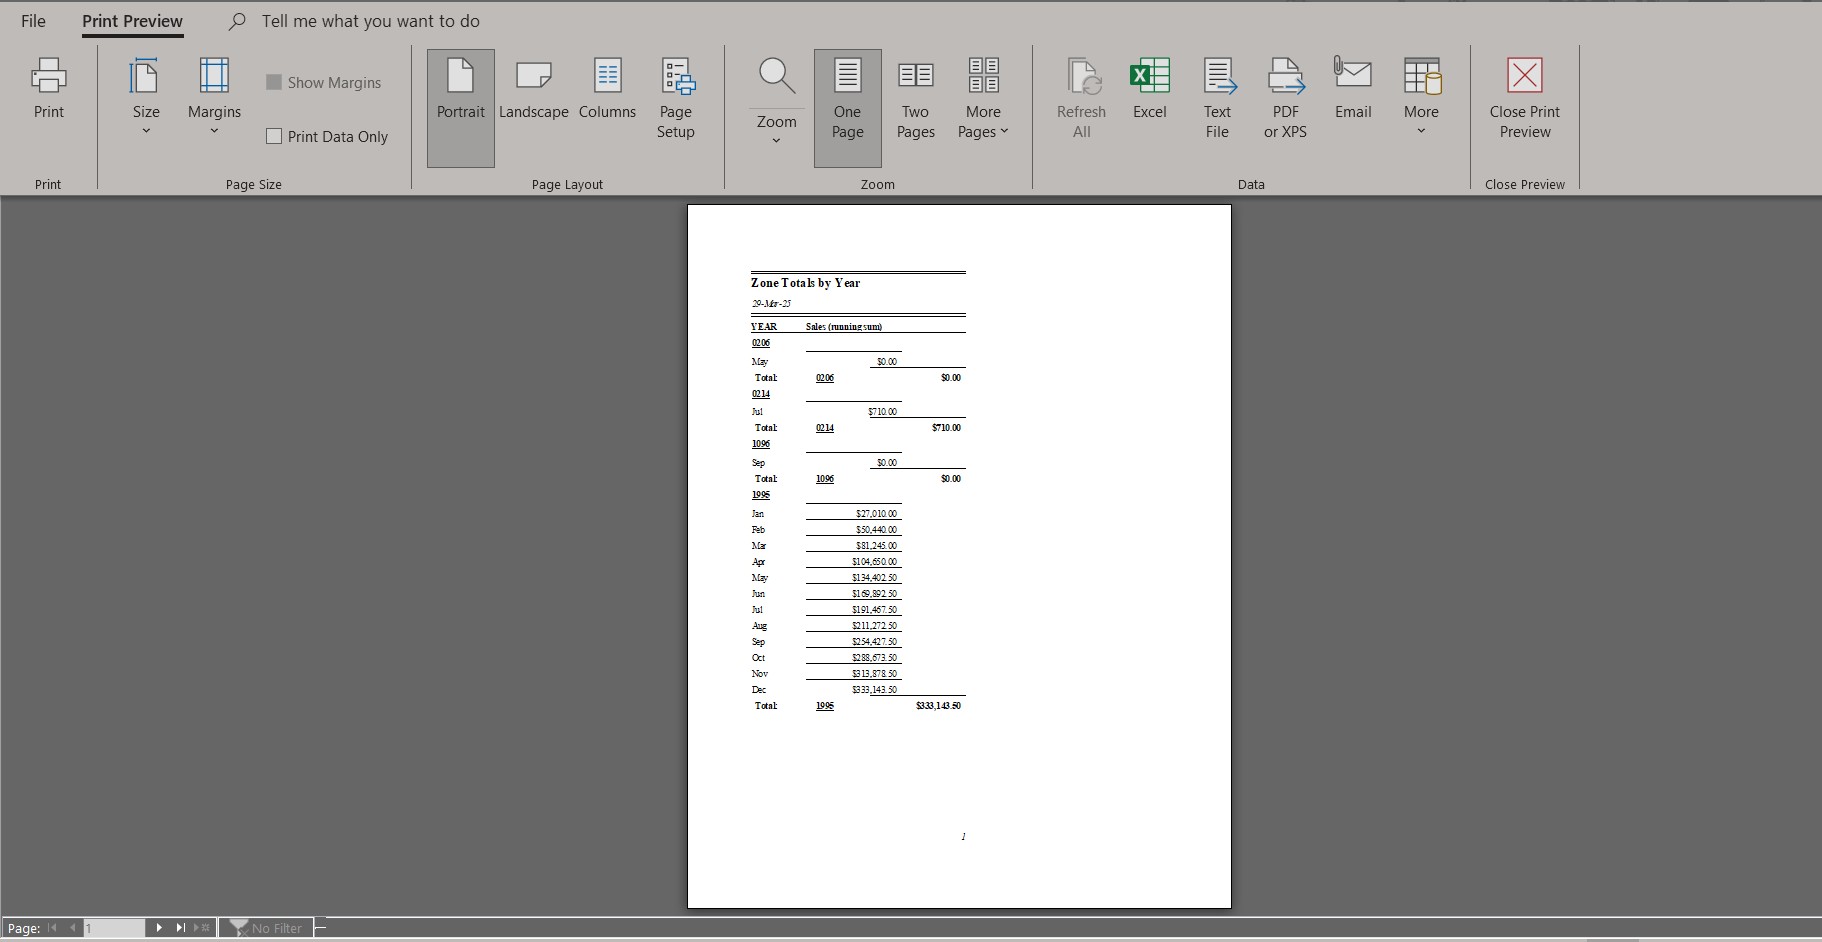 File Print Preview Tell me what you want to do
Print
Size
Margins
Show Margins
Print Data Only
Portrait
Landscape
Columns
Page
Setup
Zoom
One
Page
Two
Pages
More
Pages
Refresh
All
Excel
Text
File
PDF
or XPS
Email
More
Close Print
Preview
Print Page Size Page Layout Zoom Data Close Preview
Zone Totals by Year
29-Mar-25
YEAR Sales (running sum)
0206
May $0.00
Total: 0206 $0.00
0214
Jul $710.00
Total: 0214 $710.00
1096
Sep $0.00
Total: 1096 $0.00
1995
Jan $27,010.00
Feb $50,440.00
Mar $81,245.00
Apr $104,650.00
May $134,402.50
Jun $169,892.50
Jul $191,467.50
Aug $211,272.50
Sep $254,427.50
Oct $288,673.50
Nov $313,878.50
Dec $333,143.50
Total: 1995 $333,143.50
1
Page: 1 No Filter